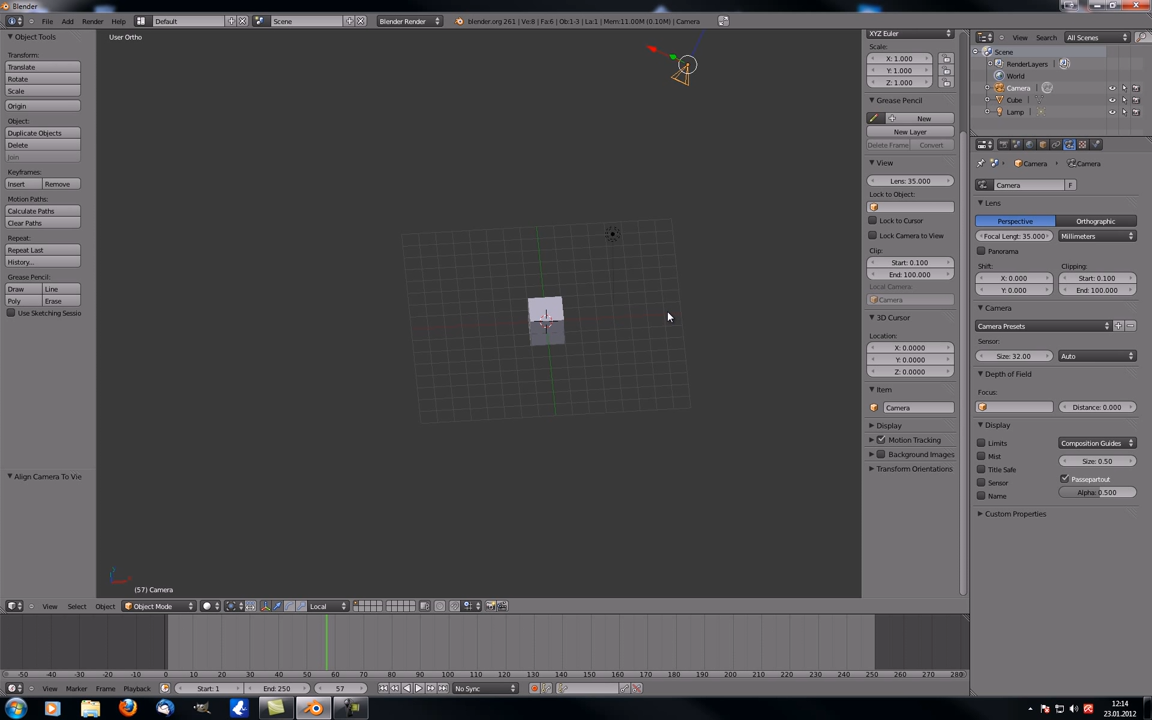 Blender
File Add Render Help Default Scene Blender Render blender.org 261 | Ve:8 | Fa:6 | Ob:1-3 | La:1 | Mem:11.00M (0.10M) | Camera
Object Tools
Transform:
Translate
Rotate
Scale
Origin
Object:
Duplicate Objects
Delete
Join
Keyframes:
Insert Remove
Motion Paths:
Calculate Paths
Clear Paths
Repeat:
Repeat Last
History...
Grease Pencil:
Draw Line
Poly Erase
Use Sketching Sessio
Align Camera To Vie
User Ortho
(57) Camera
XYZ Euler
Scale:
X: 1.000
Y: 1.000
Z: 1.000
Grease Pencil
New
New Layer
Delete Frame Convert
View
Lens: 35.000
Lock to Object:
Lock to Cursor
Lock Camera to View
Clip:
Start: 0.100
End: 100.000
Local Camera:
Camera
3D Cursor
Location:
X: 0.0000
Y: 0.0000
Z: 0.0000
Item
Camera
Display
Motion Tracking
Background Images
Transform Orientations
View Search All Scenes
Scene
RenderLayers
World
Camera
Cube
Lamp
Camera Camera
Camera F
Lens
Perspective Orthographic
Focal Lengt: 35.000 Millimeters
Panorama
Shift: Clipping:
X: 0.000 Start: 0.100
Y: 0.000 End: 100.000
Camera
Camera Presets
Sensor:
Size: 32.00 Auto
Depth of Field
Focus:
Distance: 0.000
Display
Limits Composition Guides
Mist Size: 0.50
Title Safe
Sensor Passepartout
Name Alpha: 0.500
Custom Properties
View Select Object Object Mode Local
-50 -40 -30 -20 -10 0 10 20 30 40 50 60 70 80 90 100 110 120 130 140 150 160 170 180 190 200 210 220 230 240 250 260 270 280
View Marker Frame Playback Start: 1 End: 250 57 No Sync
12:14
23.01.2012